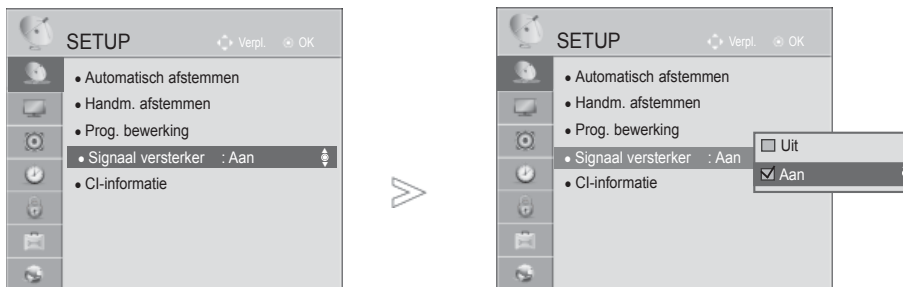 SETUP
Verpl.
OK
• Automatisch afstemmen
• Handm. afstemmen
• Prog. bewerking
• Signaal versterker : Aan
• CI-informatie
SETUP
Verpl.
OK
• Automatisch afstemmen
• Handm. afstemmen
• Prog. bewerking
• Signaal versterker : Aan
• CI-informatie
Uit
Aan